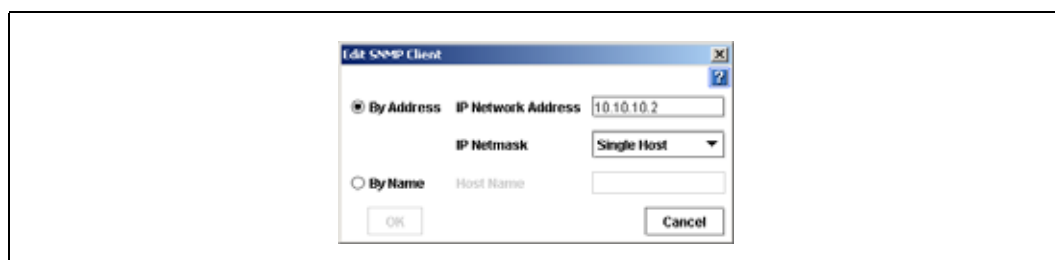 Edit SNMP Client
?
By Address IP Network Address 10.10.10.2
IP Netmask Single Host
By Name Host Name
OK Cancel